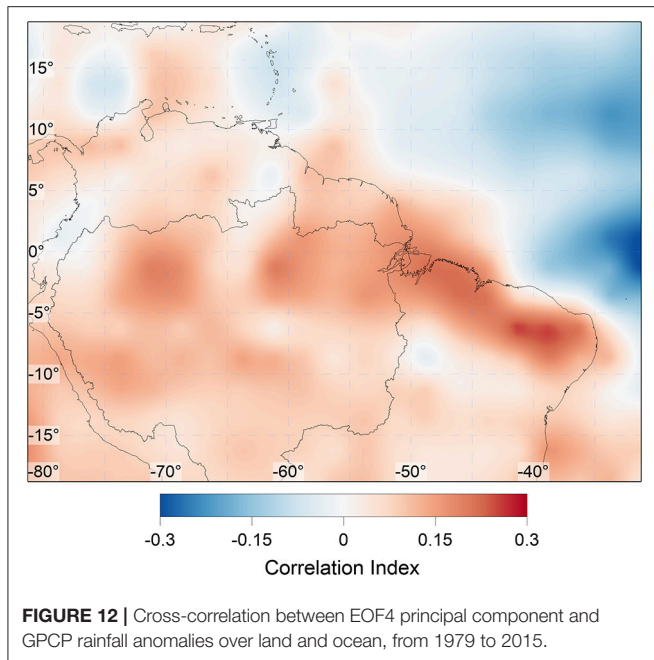 15°
10°
5°
0°
-5°
-10°
-15°
-80° -70° -60° -50° -40°
-0.3 -0.15 0 0.15 0.3
Correlation Index
FIGURE 12 | Cross-correlation between EOF4 principal component and
GPCP rainfall anomalies over land and ocean, from 1979 to 2015.